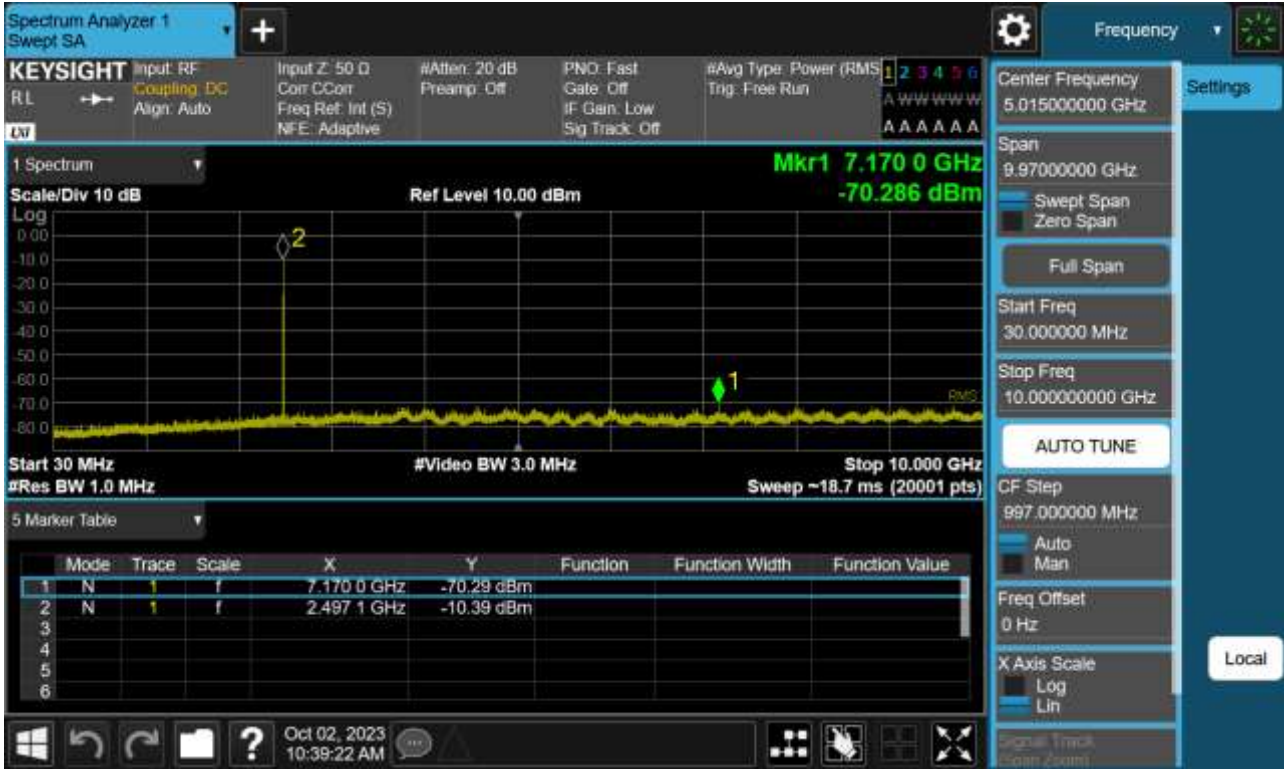 Spectrum Analyzer 1
Swept SA
+
Frequency
KEYSIGHT
RL
LXI
Input: RF
Coupling: DC
Align: Auto
Input Z: 50 Ω
Corr CCorr
Freq Ref: Int (S)
NFE: Adaptive
#Atten: 20 dB
Preamp: Off
PNO: Fast
Gate: Off
IF Gain: Low
Sig Track: Off
#Avg Type: Power (RMS
Trig: Free Run
1 2 3 4 5 6
A W W W W W
A A A A A A
1 Spectrum
Scale/Div 10 dB
Ref Level 10.00 dBm
Mkr1 7.170 0 GHz
-70.286 dBm
Log
0.00
-10.0
-20.0
-30.0
-40.0
-50.0
-60.0
-70.0
-80.0
2
1
RMS
Start 30 MHz
#Video BW 3.0 MHz
Stop 10.000 GHz
#Res BW 1.0 MHz
Sweep ~18.7 ms (20001 pts)
5 Marker Table
Mode Trace Scale X Y Function Function Width Function Value
1 N 1 f 7.170 0 GHz -70.29 dBm
2 N 1 f 2.497 1 GHz -10.39 dBm
3
4
5
6
Oct 02, 2023
10:39:22 AM
?
Center Frequency
5.015000000 GHz
Settings
Span
9.97000000 GHz
Swept Span
Zero Span
Full Span
Start Freq
30.000000 MHz
Stop Freq
10.000000000 GHz
AUTO TUNE
CF Step
997.000000 MHz
Auto
Man
Freq Offset
0 Hz
X Axis Scale
Log
Lin
Signal Track
(Span Zoom)
Local